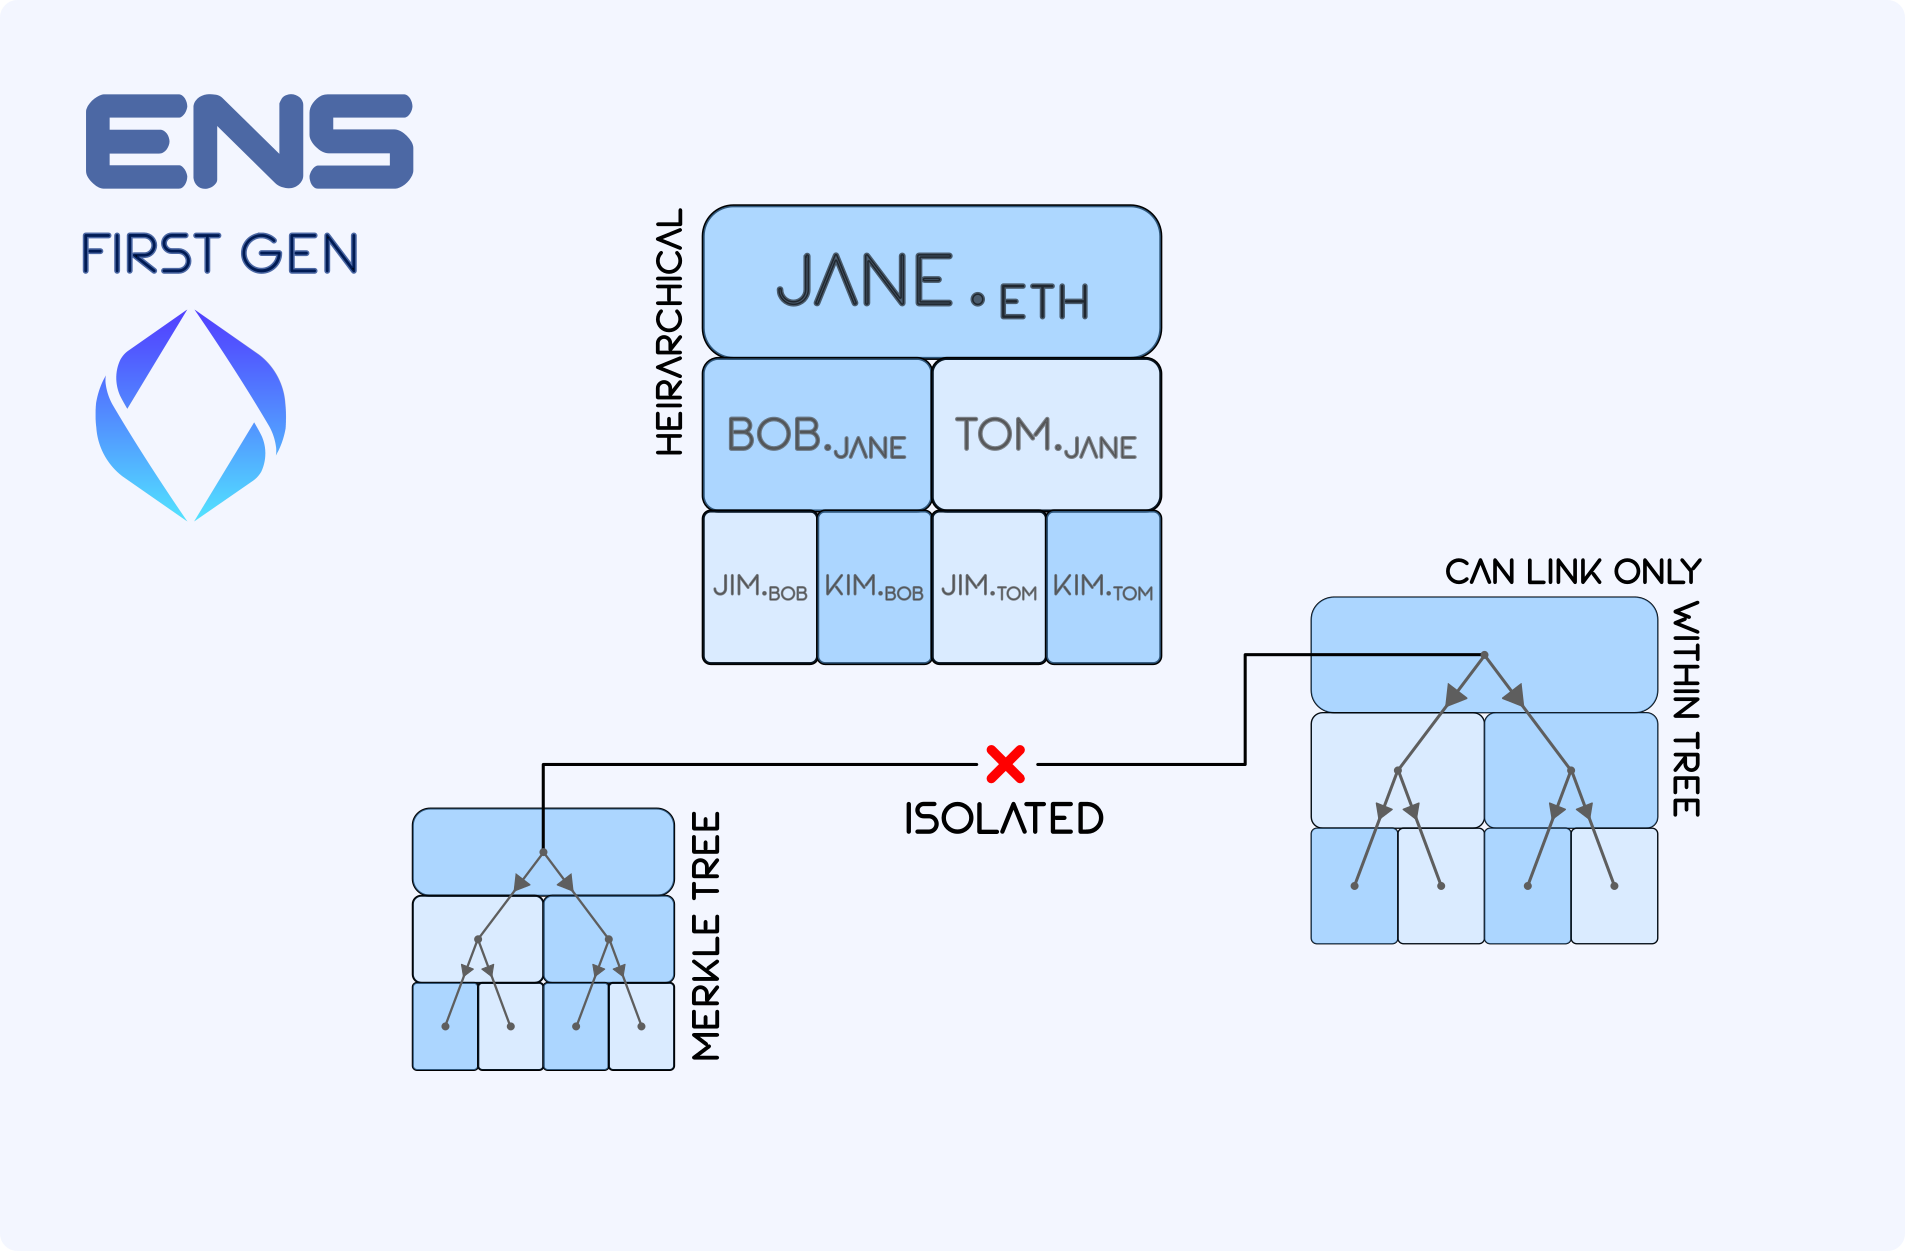 ENS
FIRST GEN
HEIRARCHICAL
JANE.ETH
BOB.JANE
TOM.JANE
JIM.BOB
KIM.BOB
JIM.TOM
KIM.TOM
CAN LINK ONLY
WITHIN TREE
ISOLATED
MERKLE TREE